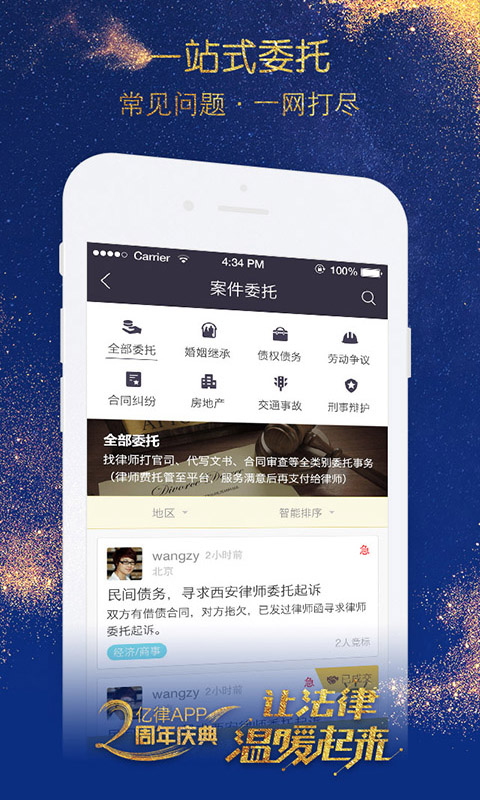 一站式委托
常见问题·一网打尽
Carrier 4:34 PM 100%
案件委托
全部委托 婚姻继承 债权债务 劳动争议
合同纠纷 房地产 交通事故 刑事辩护
全部委托
找律师打官司、代写文书、合同审查等全类别委托事务
（律师费托管至平台，服务满意后再支付给律师）
地区 智能排序
wangzy 2小时前 急
北京
民间债务，寻求西安律师委托起诉
双方有借债合同，对方拖欠，已发过律师函寻求律师
委托起诉。
经济/商事 2人竞标
wangzy 2小时前 急 已成交
亿律APP
2周年庆典
让法律
温暖起来